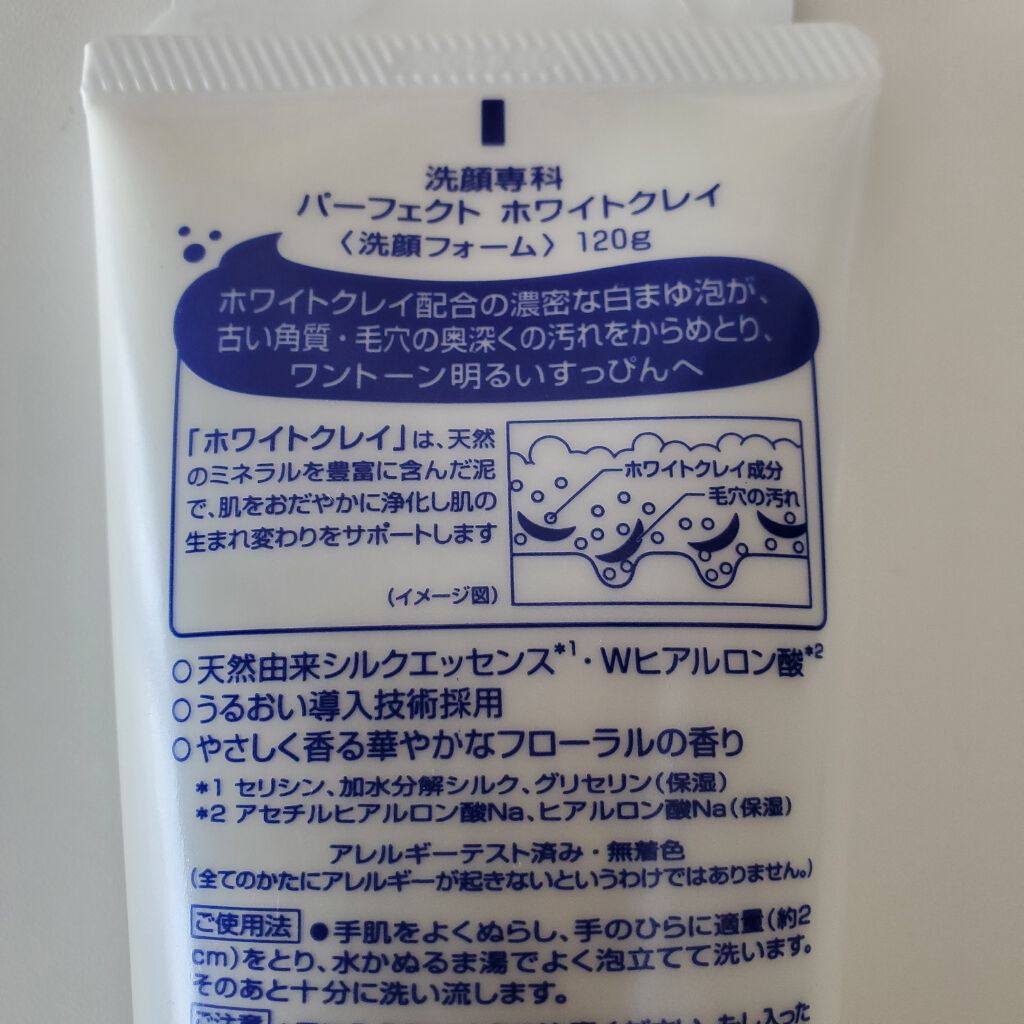 洗顔専科
パーフェクト ホワイトクレイ
〈洗顔フォーム〉 120g
ホワイトクレイ配合の濃密な白まゆ泡が、
古い角質・毛穴の奥深くの汚れをからめとり、
ワントーン明るいすっぴんへ
「ホワイトクレイ」は、天然
のミネラルを豊富に含んだ泥
で、肌をおだやかに浄化し肌の
生まれ変わりをサポートします
(イメージ図)
ホワイトクレイ成分
毛穴の汚れ
○天然由来シルクエッセンス*1・Wヒアルロン酸*2
○うるおい導入技術採用
○やさしく香る華やかなフローラルの香り
*1 セリシン、加水分解シルク、グリセリン(保湿)
*2 アセチルヒアルロン酸Na、ヒアルロン酸Na(保湿)
アレルギーテスト済み・無着色
(全てのかたにアレルギーが起きないというわけではありません。)
ご使用法 ●手肌をよくぬらし、手のひらに適量(約2
cm)をとり、水かぬるま湯でよく泡立てて洗います。
そのあと十分に洗い流します。
ご注意